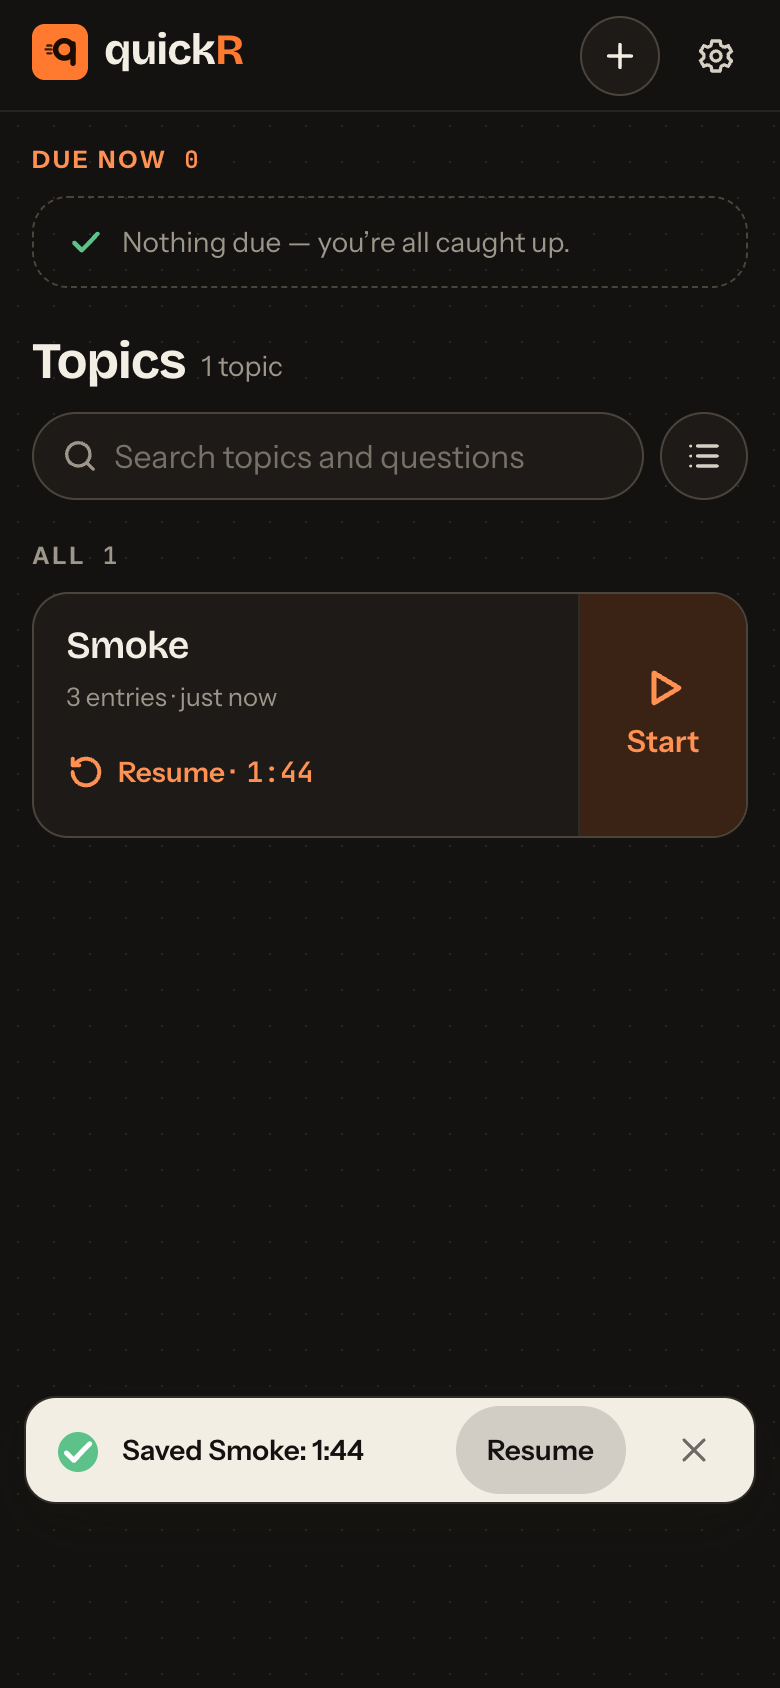 quickR
DUE NOW 0
Nothing due — you’re all caught up.
Topics 1 topic
Search topics and questions
ALL 1
Smoke
3 entries · just now
Resume · 1:44
Start
Saved Smoke: 1:44 Resume